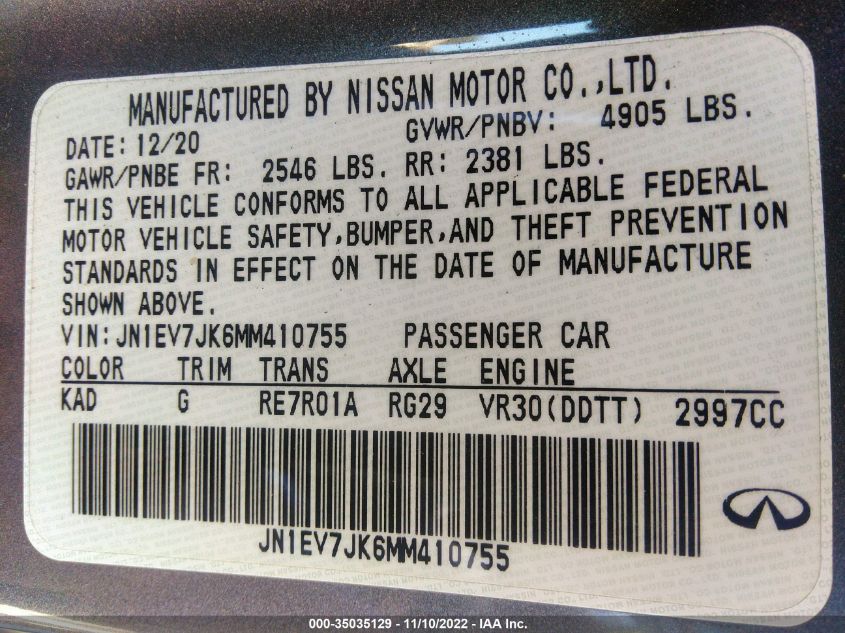 MANUFACTURED BY NISSAN MOTOR CO.,LTD.
DATE: 12/20 GVWR/PNBV: 4905 LBS.
GAWR/PNBE FR: 2546 LBS. RR: 2381 LBS.
THIS VEHICLE CONFORMS TO ALL APPLICABLE FEDERAL
MOTOR VEHICLE SAFETY,BUMPER,AND THEFT PREVENTION
STANDARDS IN EFFECT ON THE DATE OF MANUFACTURE
SHOWN ABOVE.
VIN:JN1EV7JK6MM410755 PASSENGER CAR
COLOR TRIM TRANS AXLE ENGINE
KAD G RE7R01A RG29 VR30(DDTT) 2997CC
JN1EV7JK6MM410755
000-35035129 - 11/10/2022 - IAA Inc.